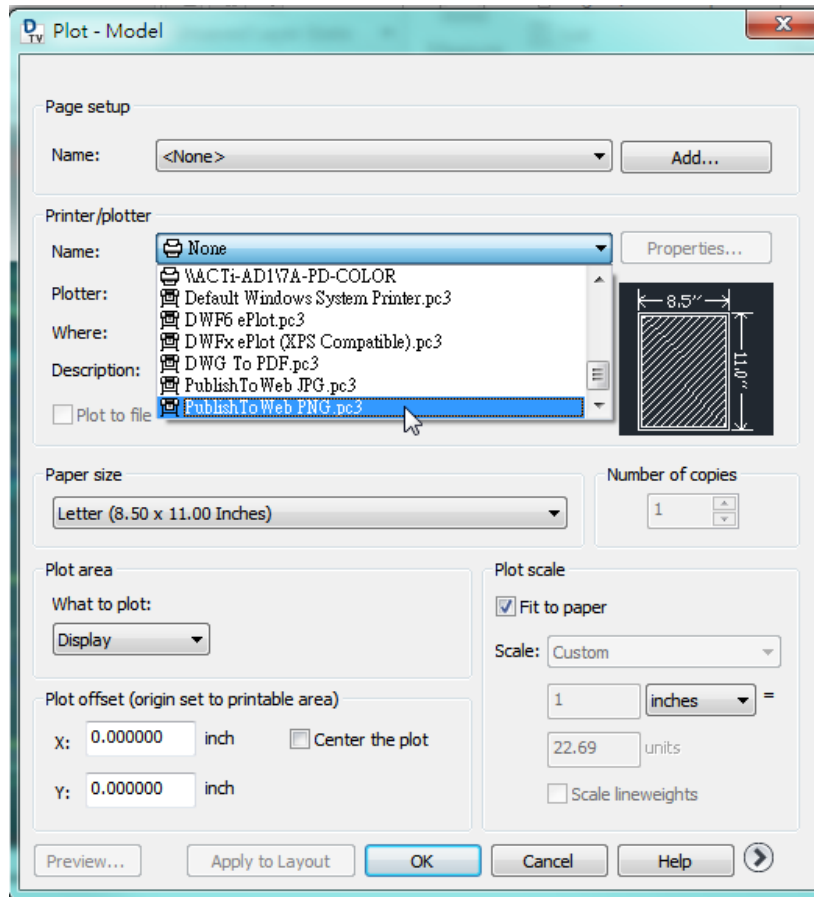 D
TV
Plot - Model
Page setup
Name:
<None>
Add...
Printer/plotter
Name:
None
Properties...
\\ACTi-AD1\7A-PD-COLOR
Default Windows System Printer.pc3
DWF6 ePlot.pc3
DWFx ePlot (XPS Compatible).pc3
DWG To PDF.pc3
PublishToWeb JPG.pc3
PublishToWeb PNG.pc3
Plotter:
Where:
Description:
Plot to file
8.5″
11.0″
Paper size
Letter (8.50 x 11.00 Inches)
Number of copies
1
Plot area
What to plot:
Display
Plot scale
Fit to paper
Scale:
Custom
1
inches
=
22.69
units
Scale lineweights
Plot offset (origin set to printable area)
X:
0.000000
inch
Center the plot
Y:
0.000000
inch
Preview...
Apply to Layout
OK
Cancel
Help